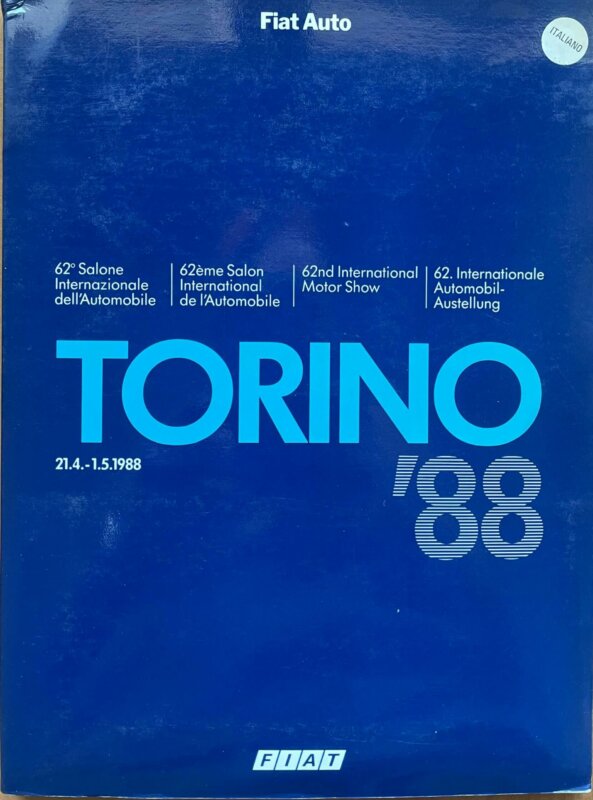 Fiat Auto
ITALIANO
62º Salone
Internazionale
dell'Automobile
62ème Salon
International
de l'Automobile
62nd International
Motor Show
62. Internationale
Automobil-
Austellung
TORINO
21.4.-1.5.1988
'88
FIAT